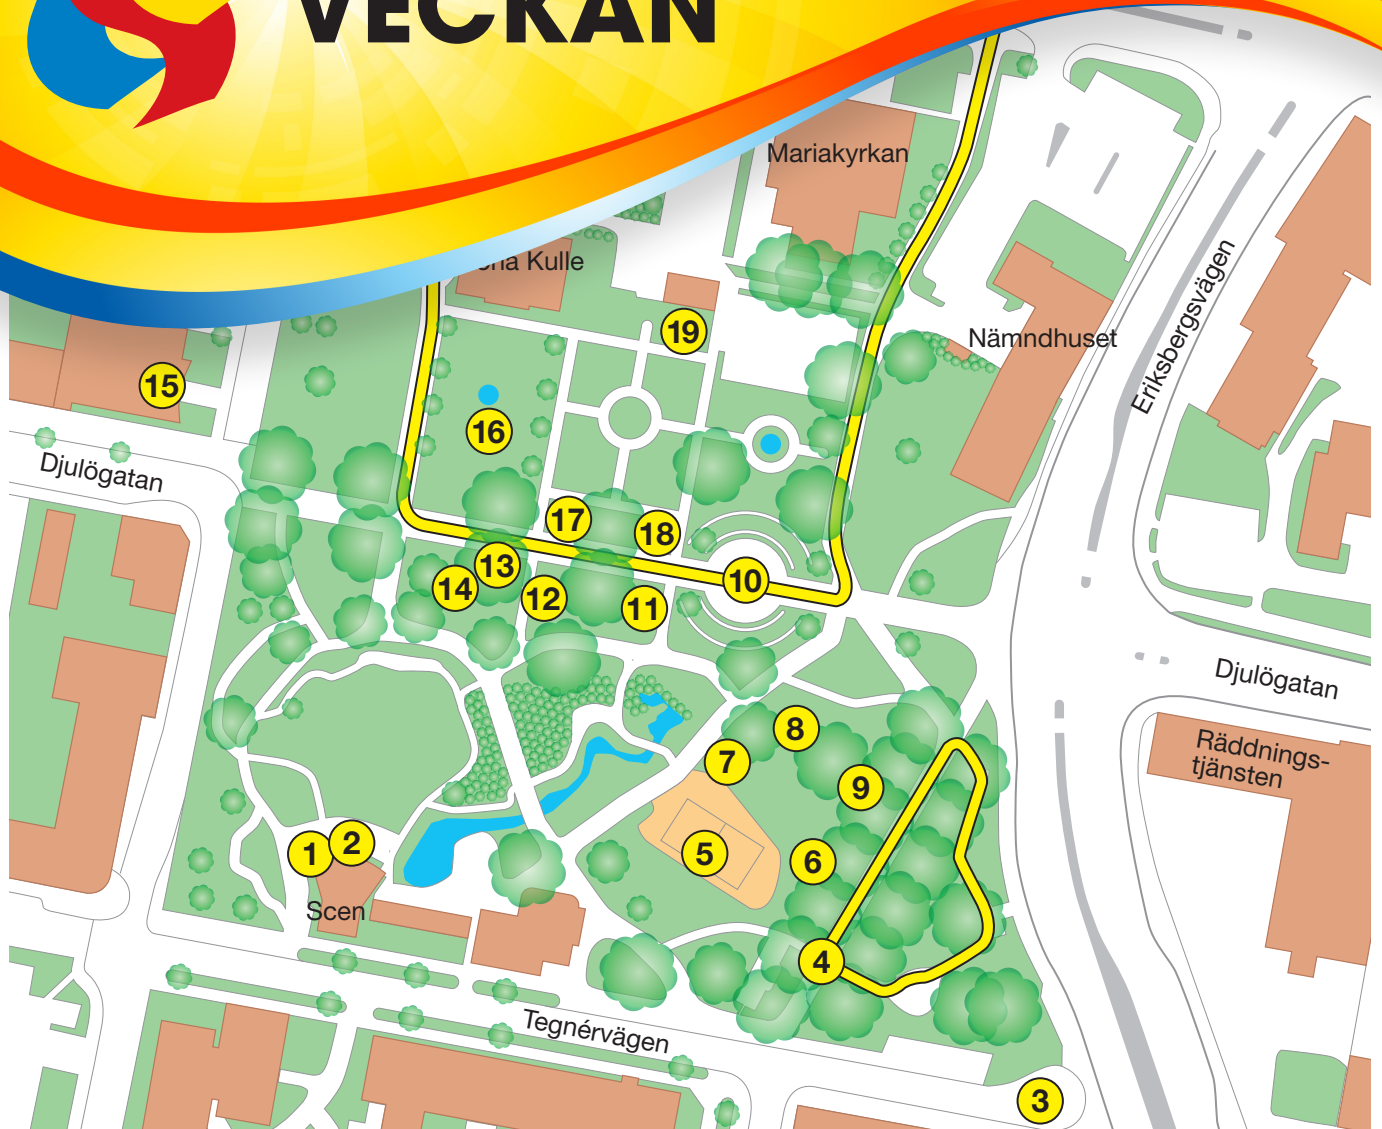 VECKAN
Mariakyrkan
Kulle
19
Nämndhuset
Eriksbergsvägen
15
16
Djulögatan
17
18
13
14
12
11
10
Djulögatan
8
7
9
Räddnings-
tjänsten
1
2
5
6
Scen
4
Tegnérvägen
3